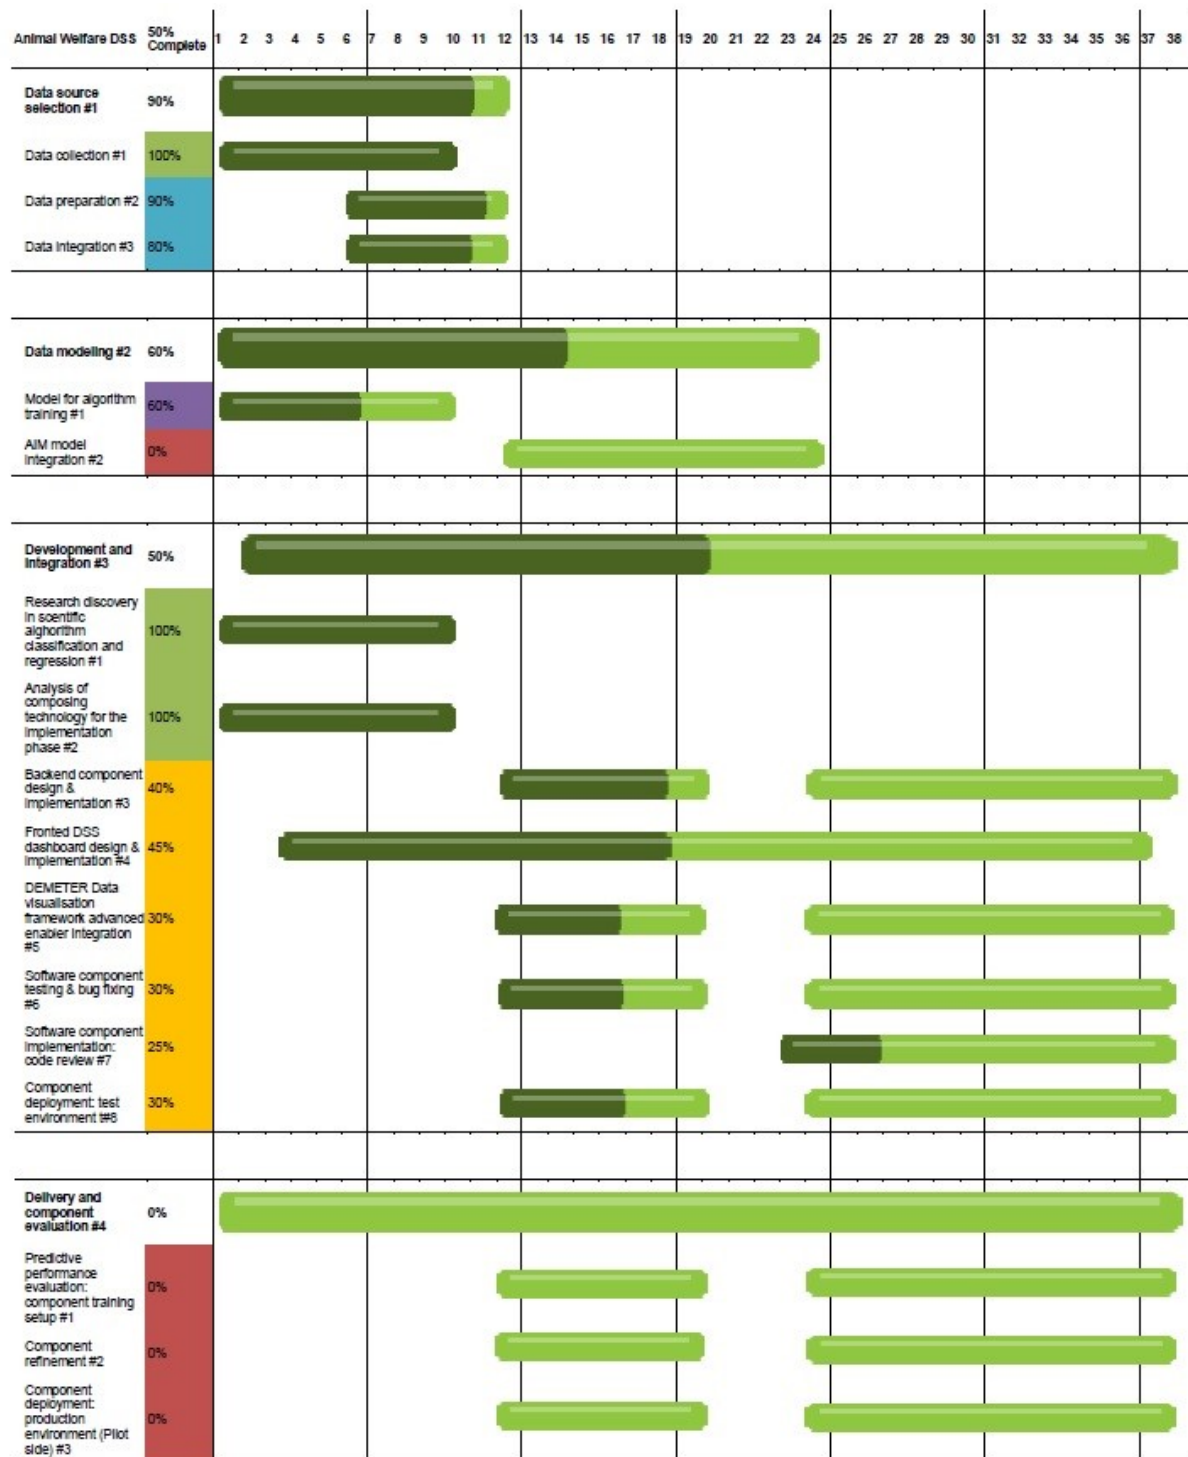 Animal Welfare DSS 50% Complete 1 2 3 4 5 6 7 8 9 10 11 12 13 14 15 16 17 18 19 20 21 22 23 24 25 26 27 28 29 30 31 32 33 34 35 36 37 38
Data source
selection #1
90%
Data collection #1 100%
Data preparation #2 90%
Data integration #3 80%
Data modeling #2 60%
Model for algorithm
training #1
60%
AIM model
integration #2
0%
Development and
integration #3
50%
Research discovery
in scentific
alghorithm
classification and
regression #1
100%
Analysis of
composing
technology for the
implementation
phase #2
100%
Backend component
design &
implementation #3
40%
Fronted DSS
dashboard design &
implementation #4
45%
DEMETER Data
visualisation
framework advanced
enabler integration
#5
30%
Software component
testing & bug fixing
#6
30%
Software component
implementation:
code review #7
25%
Component
deployment: test
environment t#8
30%
Delivery and
component
evaluation #4
0%
Predictive
performance
evaluation:
component training
setup #1
0%
Component
refinement #2
0%
Component
deployment:
production
environment (Pilot
side) #3
0%